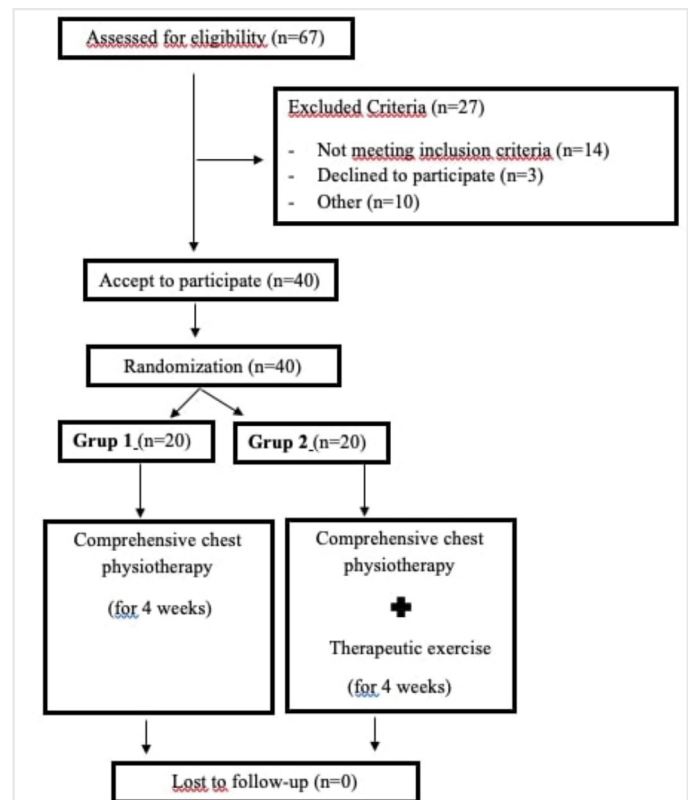 Assessed for eligibility (n=67)
Excluded Criteria (n=27)
- Not meeting inclusion criteria (n=14)
- Declined to participate (n=3)
- Other (n=10)
Accept to participate (n=40)
Randomization (n=40)
Grup 1 (n=20)
Grup 2 (n=20)
Comprehensive chest
physiotherapy
(for 4 weeks)
Comprehensive chest
physiotherapy
Therapeutic exercise
(for 4 weeks)
Lost to follow-up (n=0)